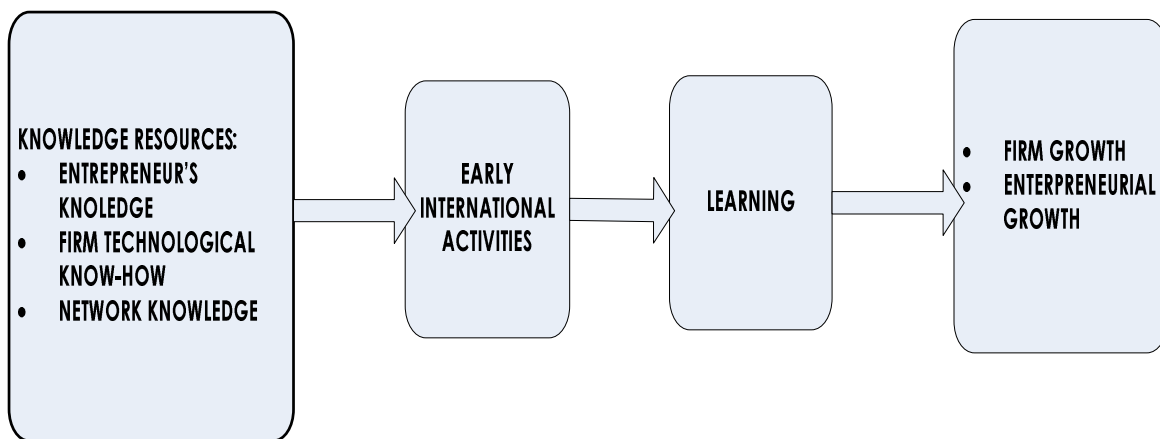 KNOWLEDGE RESOURCES:
• ENTREPRENEUR'S
KNOLEDGE
• FIRM TECHNOLOGICAL
KNOW-HOW
• NETWORK KNOWLEDGE
EARLY
INTERNATIONAL
ACTIVITIES
LEARNING
• FIRM GROWTH
• ENTERPRENEURIAL
GROWTH